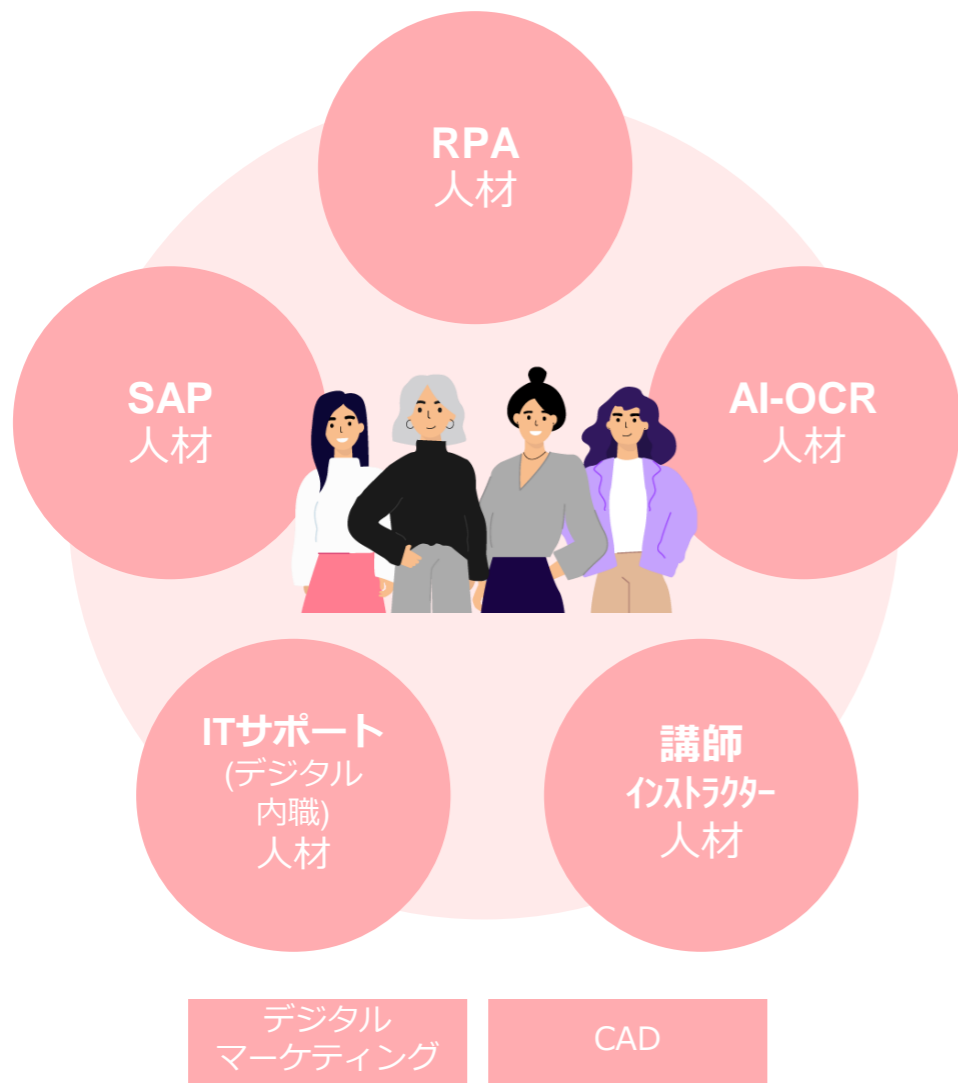 RPA
人材
SAP
人材
AI-OCR
人材
ITサポート
(デジタル
内職)
人材
講師
インストラクター
人材
デジタル
マーケティング
CAD